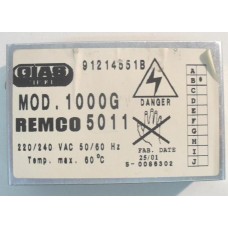 GIAS
91214551B
MOD. 1000G
REMCO 5011
DANGER
220/240 VAC 50/60 Hz
Temp. max. 60°C
FAB. DATE
25/01
A
B
C
D
E
F
G
H
I
J